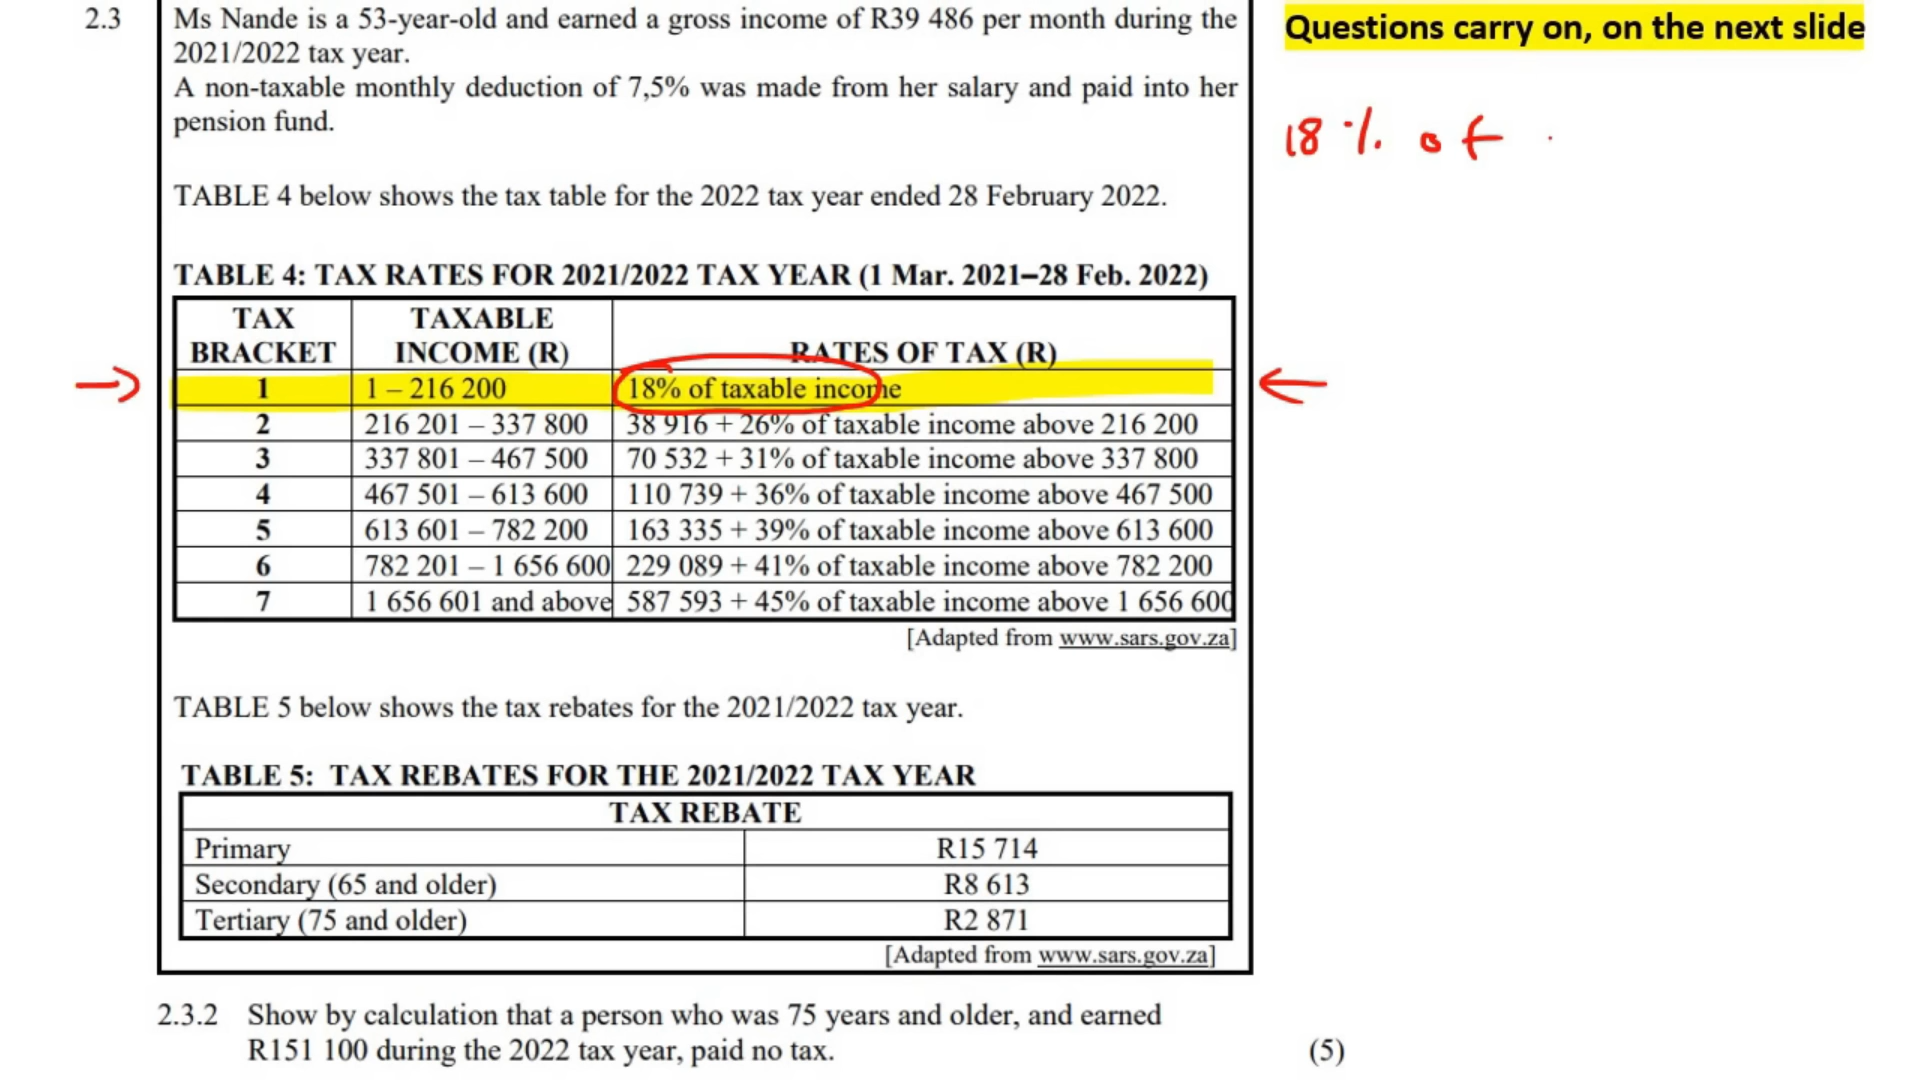 2.3 Ms Nande is a 53-year-old and earned a gross income of R39 486 per month during the
2021/2022 tax year.
A non-taxable monthly deduction of 7,5% was made from her salary and paid into her
pension fund.
TABLE 4 below shows the tax table for the 2022 tax year ended 28 February 2022.
TABLE 4: TAX RATES FOR 2021/2022 TAX YEAR (1 Mar. 2021–28 Feb. 2022)
TAX BRACKET TAXABLE INCOME (R) RATES OF TAX (R)
1 1 – 216 200 18% of taxable income
2 216 201 – 337 800 38 916 + 26% of taxable income above 216 200
3 337 801 – 467 500 70 532 + 31% of taxable income above 337 800
4 467 501 – 613 600 110 739 + 36% of taxable income above 467 500
5 613 601 – 782 200 163 335 + 39% of taxable income above 613 600
6 782 201 – 1 656 600 229 089 + 41% of taxable income above 782 200
7 1 656 601 and above 587 593 + 45% of taxable income above 1 656 600
[Adapted from www.sars.gov.za]
TABLE 5 below shows the tax rebates for the 2021/2022 tax year.
TABLE 5: TAX REBATES FOR THE 2021/2022 TAX YEAR
TAX REBATE
Primary R15 714
Secondary (65 and older) R8 613
Tertiary (75 and older) R2 871
[Adapted from www.sars.gov.za]
2.3.2 Show by calculation that a person who was 75 years and older, and earned
R151 100 during the 2022 tax year, paid no tax. (5)
Questions carry on, on the next slide
18% of